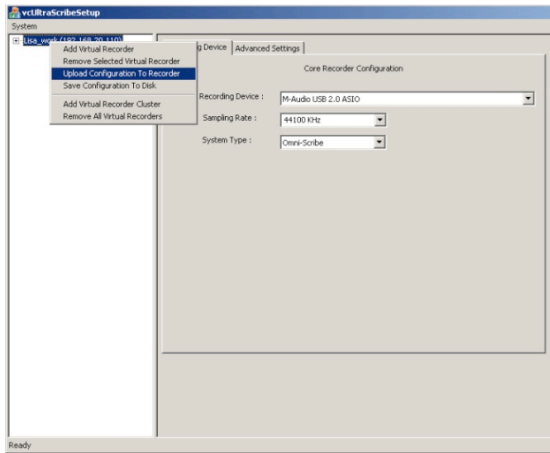 vcUltraScribeSetup
System
Lisa_work (192.168.20.110)
Add Virtual Recorder
Remove Selected Virtual Recorder
Upload Configuration To Recorder
Save Configuration To Disk
Add Virtual Recorder Cluster
Remove All Virtual Recorders
g Device Advanced Settings
Core Recorder Configuration
Recording Device : M-Audio USB 2.0 ASIO
Sampling Rate : 44100 KHz
System Type : Omni-Scribe
Ready